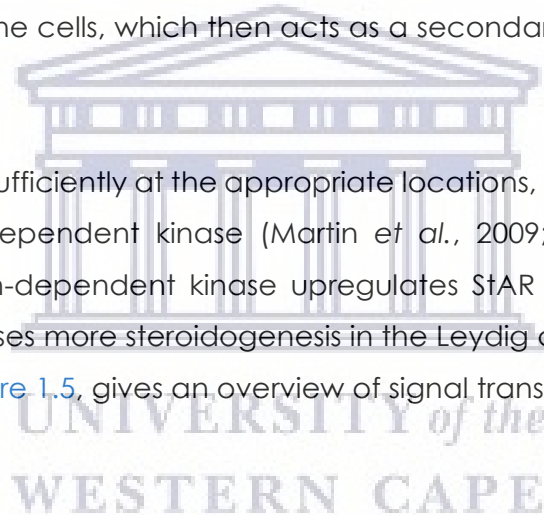 ne cells, which then acts as a secondar
ufficiently at the appropriate locations,
ependent kinase (Martin et al., 2009;
n-dependent kinase upregulates StAR
ses more steroidogenesis in the Leydig
re 1.5, gives an overview of signal trans
UNIVERSITY of the
WESTERN CAPE